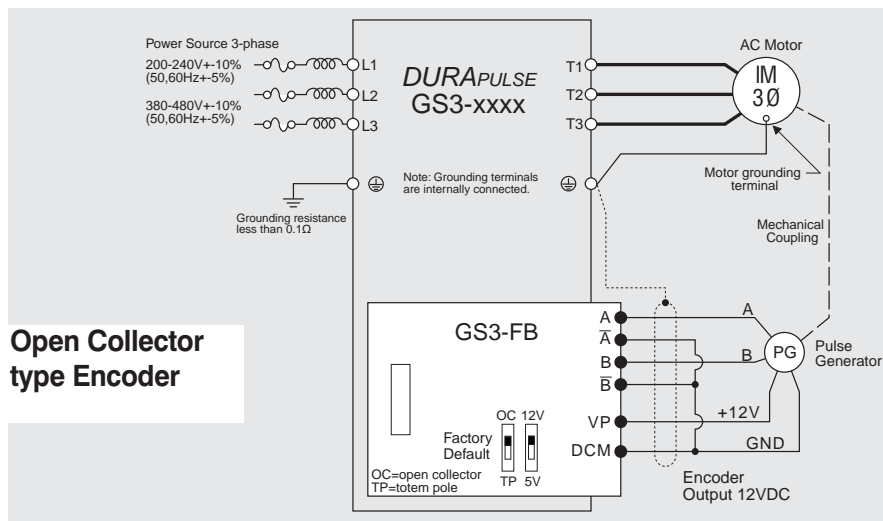 Power Source 3-phase
200-240V+-10%
(50,60Hz+-5%)
380-480V+-10%
(50,60Hz+-5%)
L1
L2
L3
DURAPULSE
GS3-xxxx
T1
T2
T3
AC Motor
IM
3Ø
Note: Grounding terminals
are internally connected.
Motor grounding
terminal
Grounding resistance
less than 0.1Ω
Mechanical
Coupling
Open Collector
type Encoder
GS3-FB
A
A̅
B
B̅
VP
DCM
OC 12V
Factory
Default
TP 5V
OC=open collector
TP=totem pole
A
B
+12V
GND
PG
Pulse
Generator
Encoder
Output 12VDC